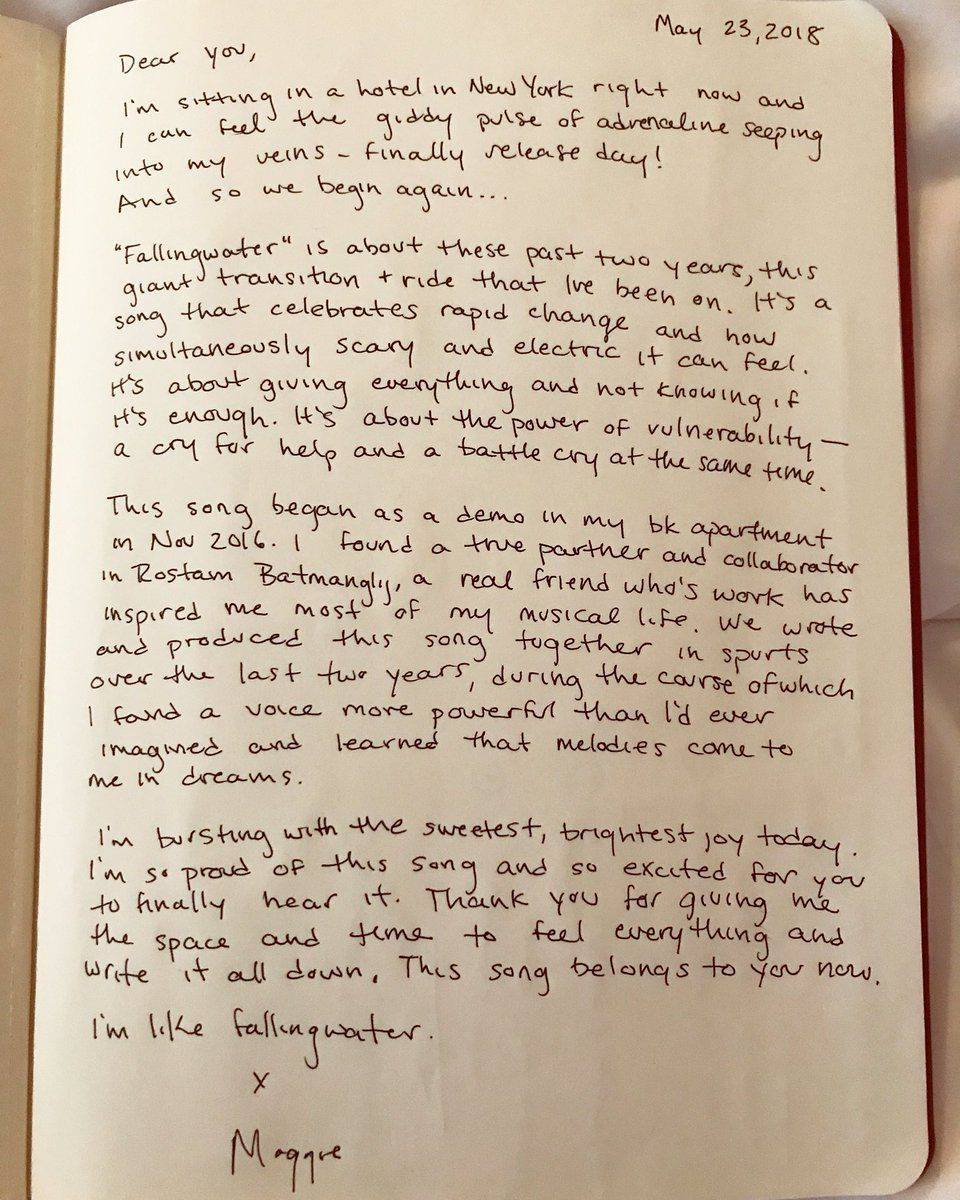 May 23, 2018
Dear you,
I'm sitting in a hotel in New York right now and
I can feel the giddy pulse of adrenaline seeping
into my veins - finally release day!
And so we begin again...
"Fallingwater" is about these past two years, this
giant transition + ride that I've been on. It's a
song that celebrates rapid change and how
simultaneously scary and electric it can feel.
It's about giving everything and not knowing if
it's enough. It's about the power of vulnerability —
a cry for help and a battle cry at the same time.
This song began as a demo in my bk apartment
in Nov 2016. I found a true partner and collaborator
in Rostam Batmanglij, a real friend who's work has
inspired me most of my musical life. We wrote
and produced this song together in spurts
over the last two years, during the course of which
I found a voice more powerful than I'd ever
imagined and learned that melodies come to
me in dreams.
I'm bursting with the sweetest, brightest joy today.
I'm so proud of this song and so excited for you
to finally hear it. Thank you for giving me
the space and time to feel everything and
write it all down. This song belongs to you now.
I'm like fallingwater.
x
Maggie